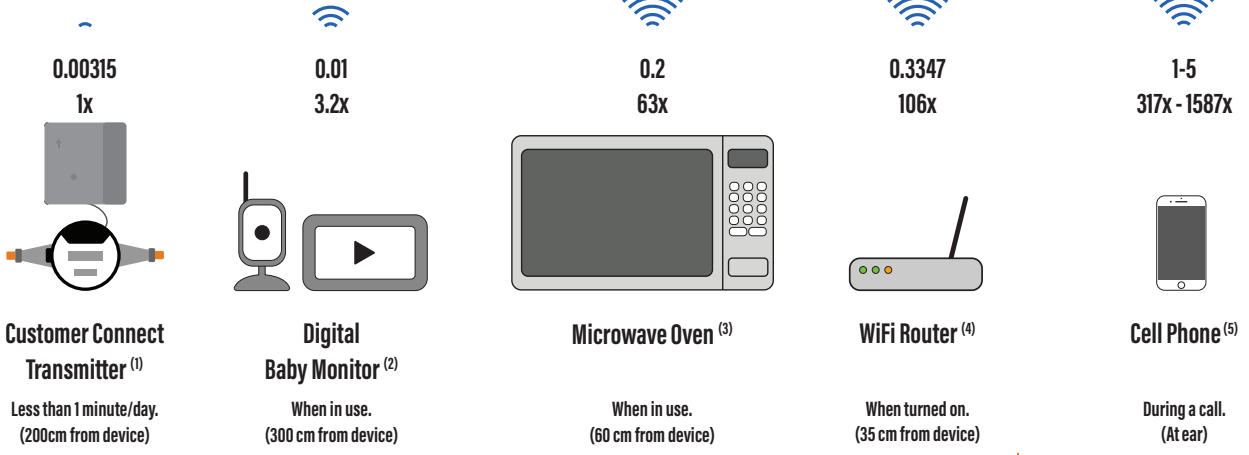 0.00315
1x
Customer Connect
Transmitter (1)
Less than 1 minute/day.
(200cm from device)
0.01
3.2x
Digital
Baby Monitor (2)
When in use.
(300 cm from device)
0.2
63x
Microwave Oven (3)
When in use.
(60 cm from device)
0.3347
106x
WiFi Router (4)
When turned on.
(35 cm from device)
1-5
317x - 1587x
Cell Phone (5)
During a call.
(At ear)